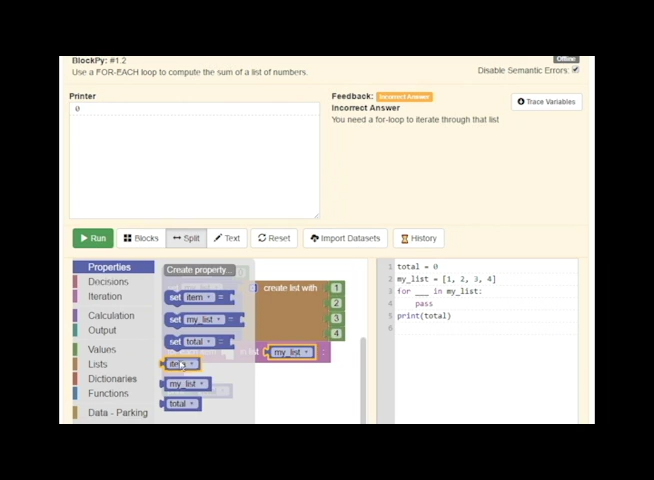 BlockPy: #1.2
Offline
Use a FOR-EACH loop to compute the sum of a list of numbers.
Disable Semantic Errors:
Printer
0
Feedback: Incorrect Answer
Incorrect Answer
You need a for-loop to iterate through that list
Trace Variables
Run
Blocks
Split
Text
Reset
Import Datasets
History
Properties
Decisions
Iteration
Calculation
Output
Values
Lists
Dictionaries
Functions
Data - Parking
Create property...
set item =
set my_list =
set total =
item
my_list
total
create list with
1
2
3
4
in list my_list :
1 total = 0
2 my_list = [1, 2, 3, 4]
3 for ___ in my_list:
4 pass
5 print(total)
6